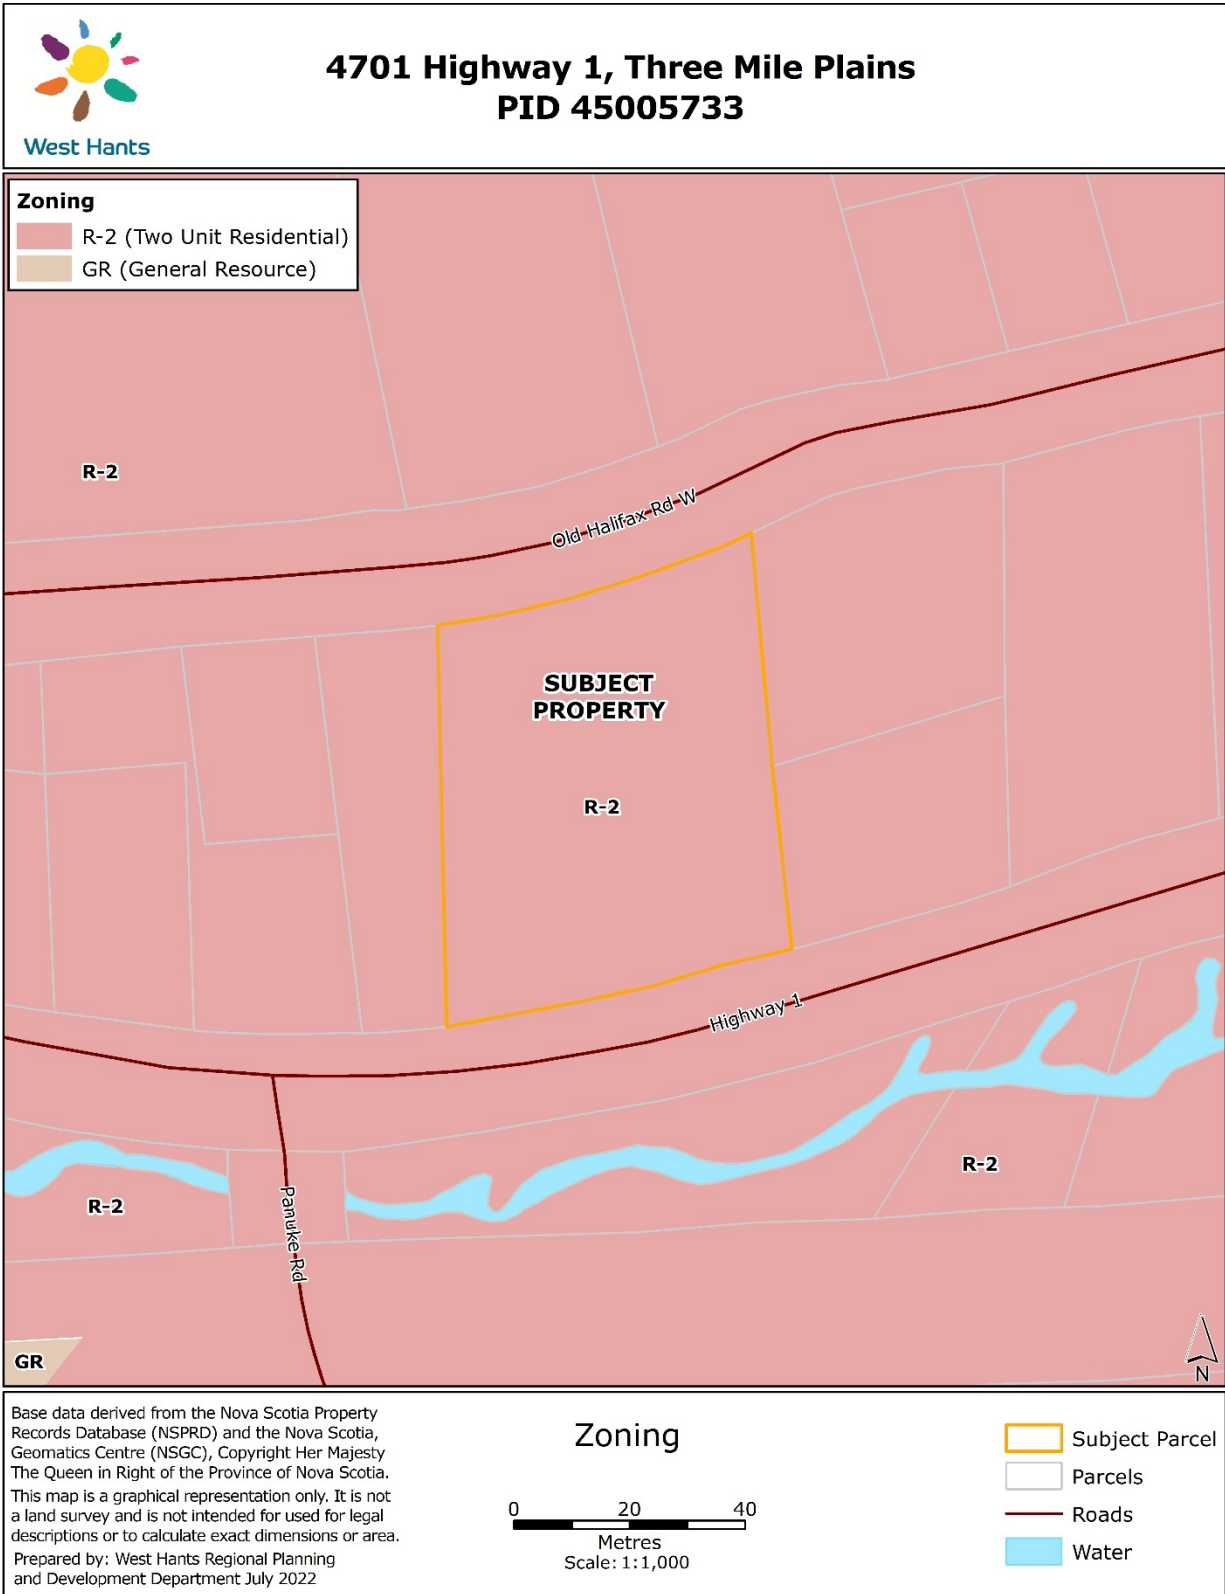 4701 Highway 1, Three Mile Plains
PID 45005733
West Hants
Zoning
R-2 (Two Unit Residential)
GR (General Resource)
R-2
Old Halifax Rd W
SUBJECT
PROPERTY
R-2
Highway 1
R-2
R-2
Panuke Rd
GR
N
Base data derived from the Nova Scotia Property
Records Database (NSPRD) and the Nova Scotia,
Geomatics Centre (NSGC), Copyright Her Majesty
The Queen in Right of the Province of Nova Scotia.
This map is a graphical representation only. It is not
a land survey and is not intended for used for legal
descriptions or to calculate exact dimensions or area.
Prepared by: West Hants Regional Planning
and Development Department July 2022
Zoning
0 20 40
Metres
Scale: 1:1,000
Subject Parcel
Parcels
Roads
Water